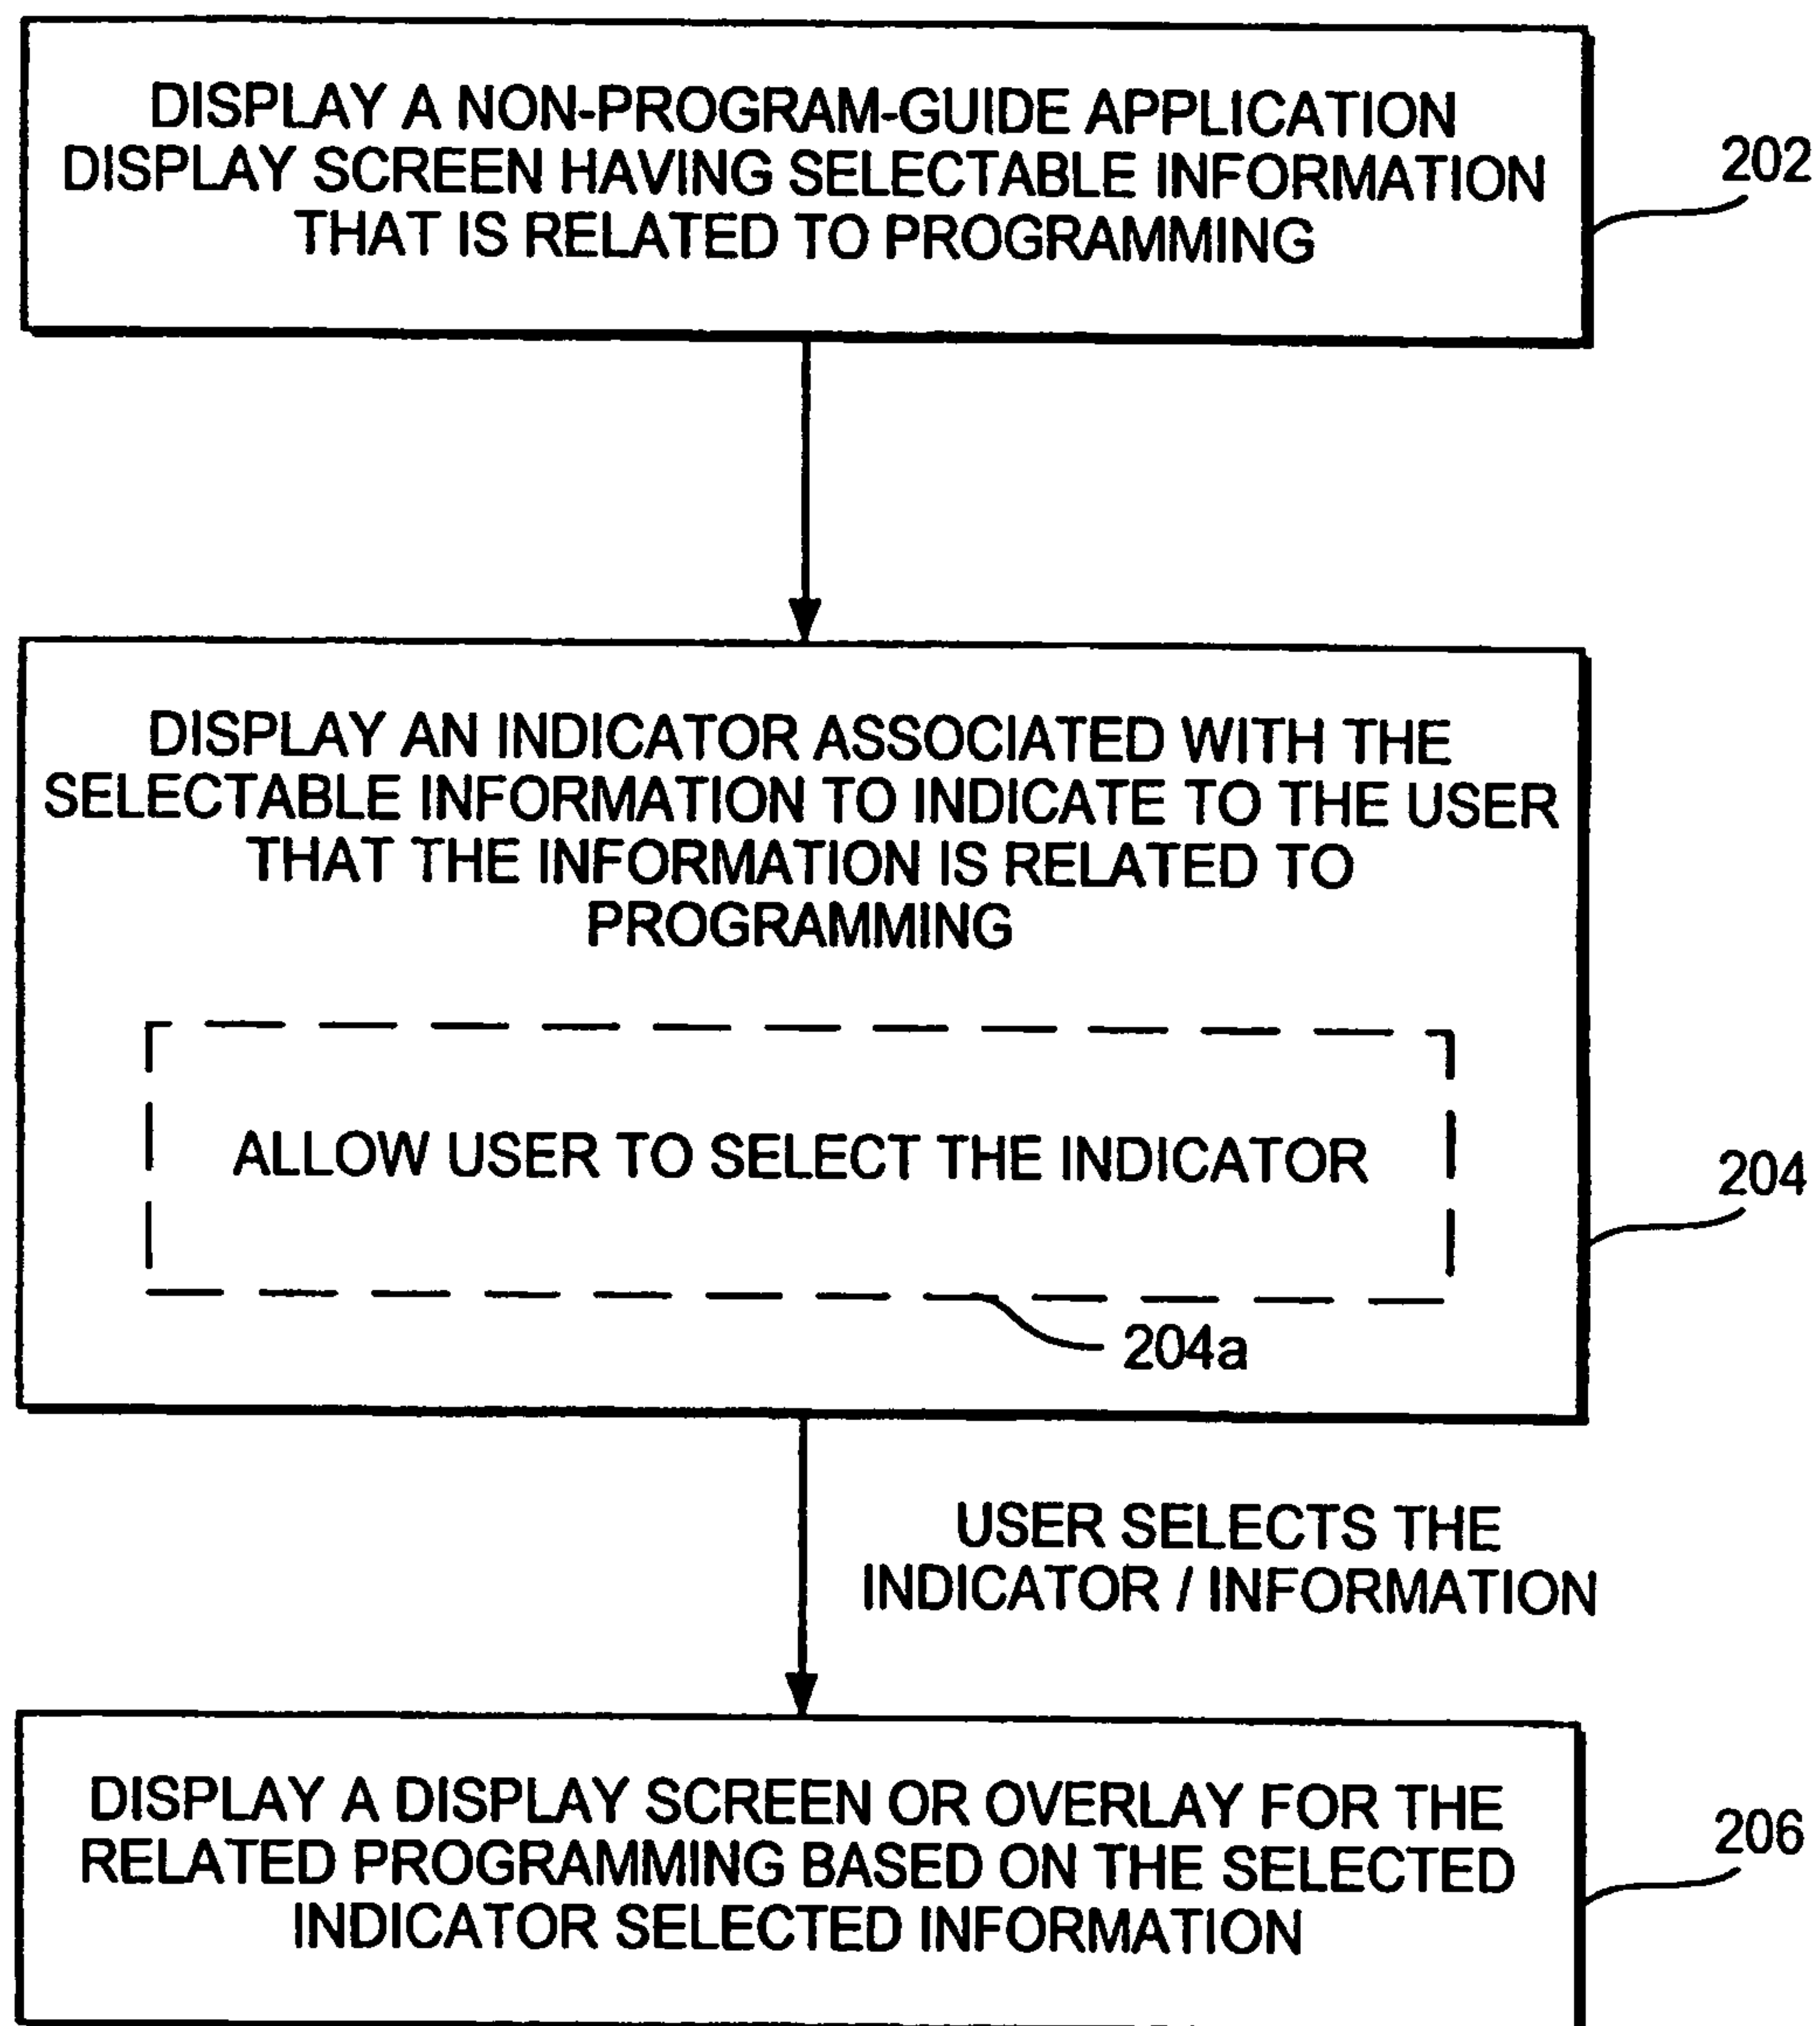 DISPLAY A NON-PROGRAM-GUIDE APPLICATION
DISPLAY SCREEN HAVING SELECTABLE INFORMATION
THAT IS RELATED TO PROGRAMMING
202
DISPLAY AN INDICATOR ASSOCIATED WITH THE
SELECTABLE INFORMATION TO INDICATE TO THE USER
THAT THE INFORMATION IS RELATED TO
PROGRAMMING
ALLOW USER TO SELECT THE INDICATOR
204
204a
USER SELECTS THE
INDICATOR / INFORMATION
DISPLAY A DISPLAY SCREEN OR OVERLAY FOR THE
RELATED PROGRAMMING BASED ON THE SELECTED
INDICATOR SELECTED INFORMATION
206